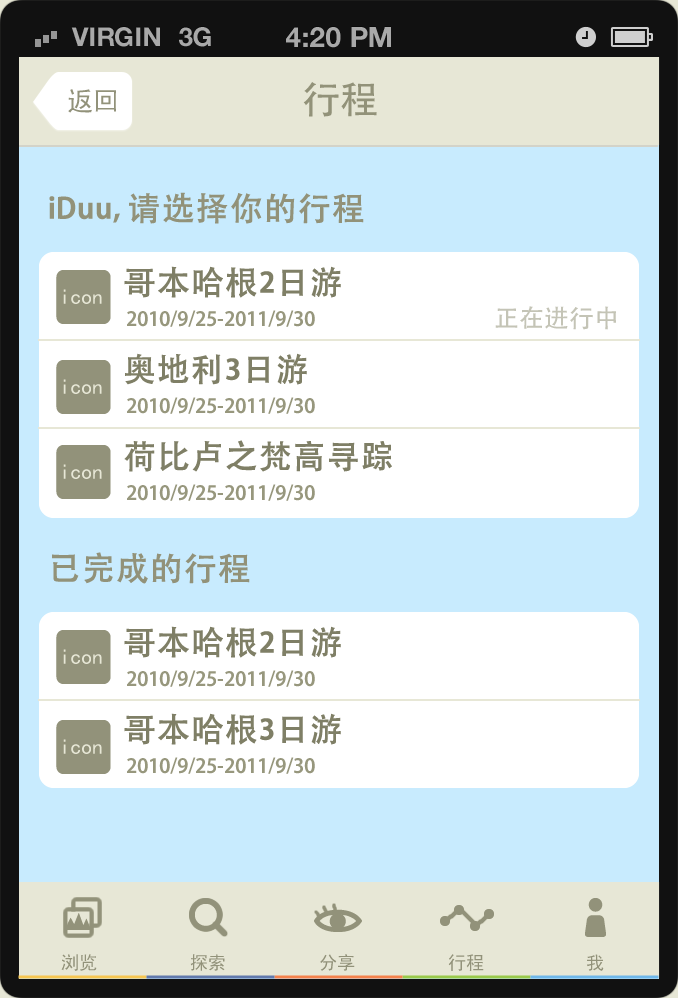 VIRGIN 3G 4:20 PM
返回
行程
iDuu, 请选择你的行程
icon
哥本哈根2日游
2010/9/25-2011/9/30
正在进行中
icon
奥地利3日游
2010/9/25-2011/9/30
icon
荷比卢之梵高寻踪
2010/9/25-2011/9/30
已完成的行程
icon
哥本哈根2日游
2010/9/25-2011/9/30
icon
哥本哈根3日游
2010/9/25-2011/9/30
浏览 探索 分享 行程 我